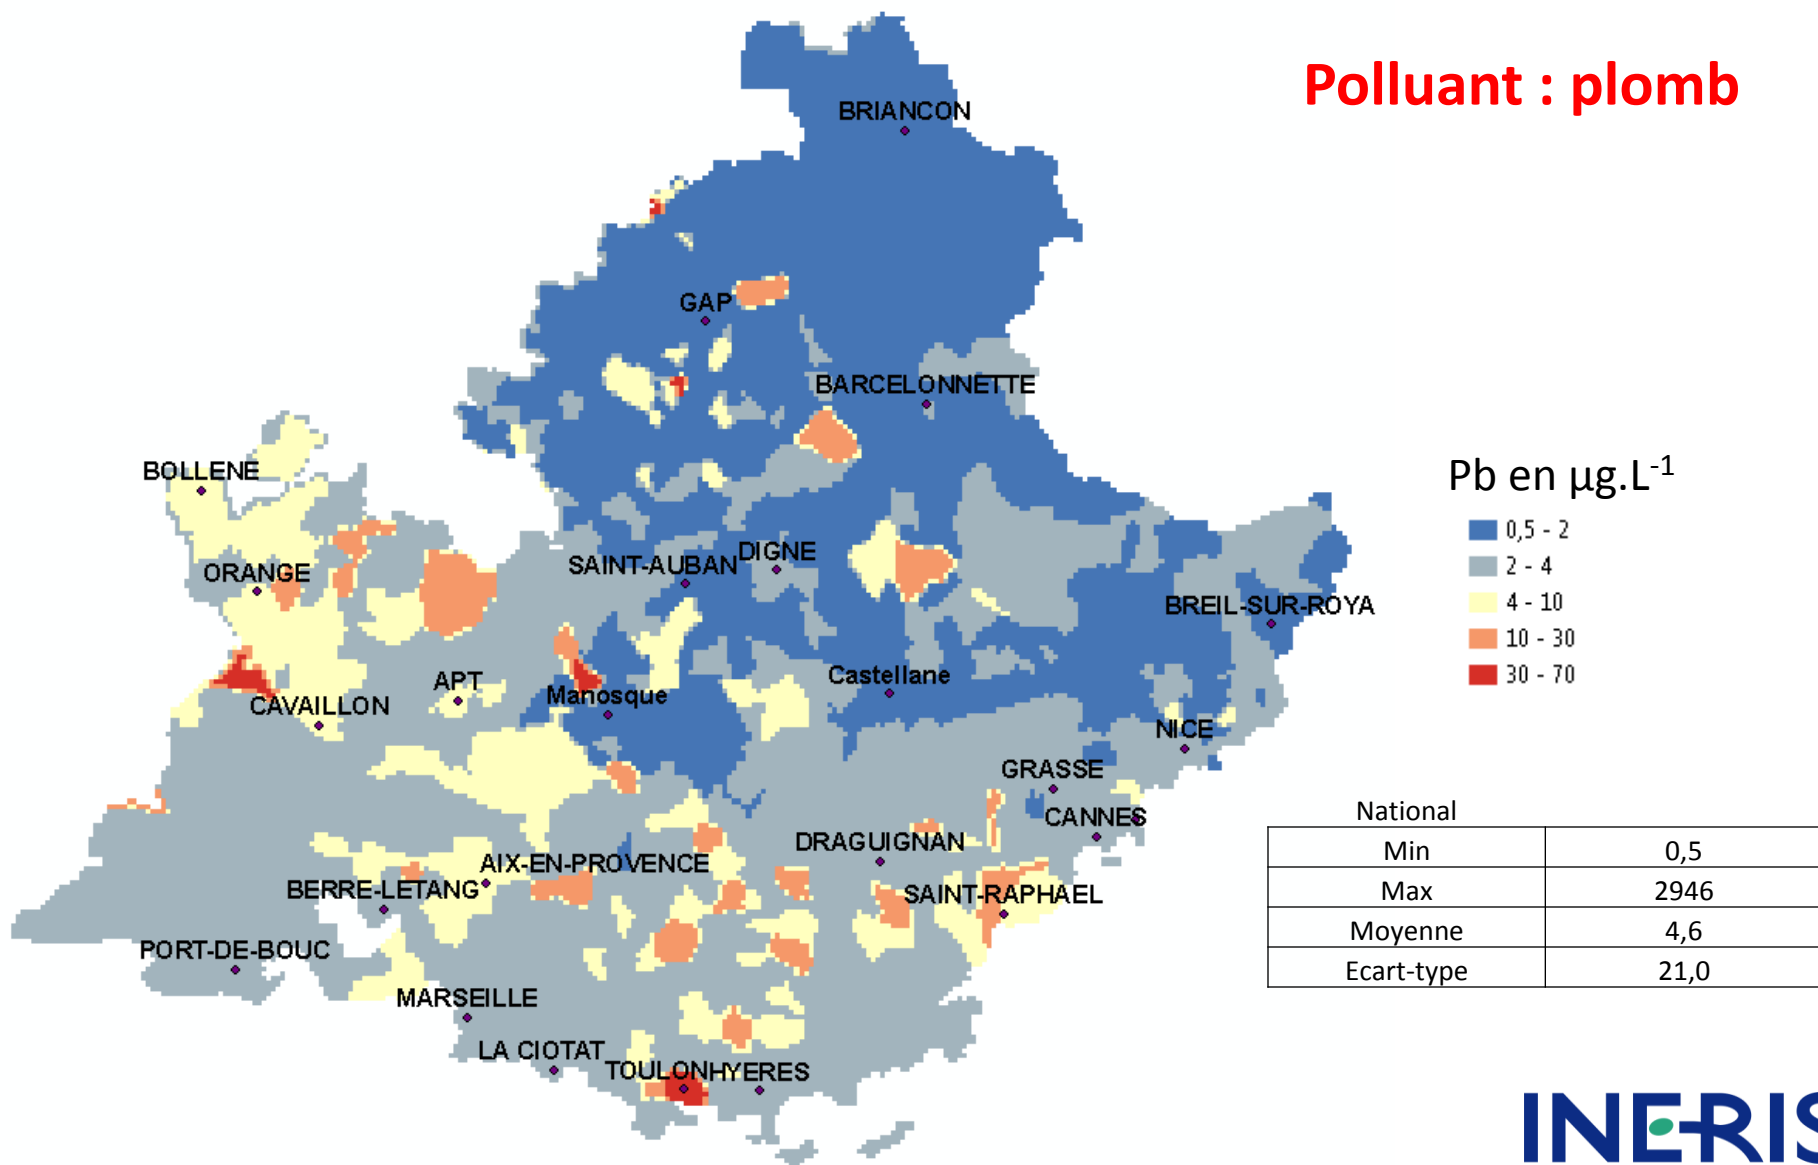 Polluant : plomb
BRIANCON
GAP
BARCELONNETTE
BOLLENE
Pb en µg.L-1
0,5 - 2
2 - 4
4 - 10
10 - 30
30 - 70
ORANGE
SAINT-AUBAN
DIGNE
BREIL-SUR-ROYA
APT
CAVAILLON
Manosque
Castellane
NICE
GRASSE
CANNES
DRAGUIGNAN
AIX-EN-PROVENCE
BERRE-LETANG
SAINT-RAPHAEL
PORT-DE-BOUC
MARSEILLE
LA CIOTAT
TOULON
HYERES
National
Min 0,5
Max 2946
Moyenne 4,6
Ecart-type 21,0
INERIS